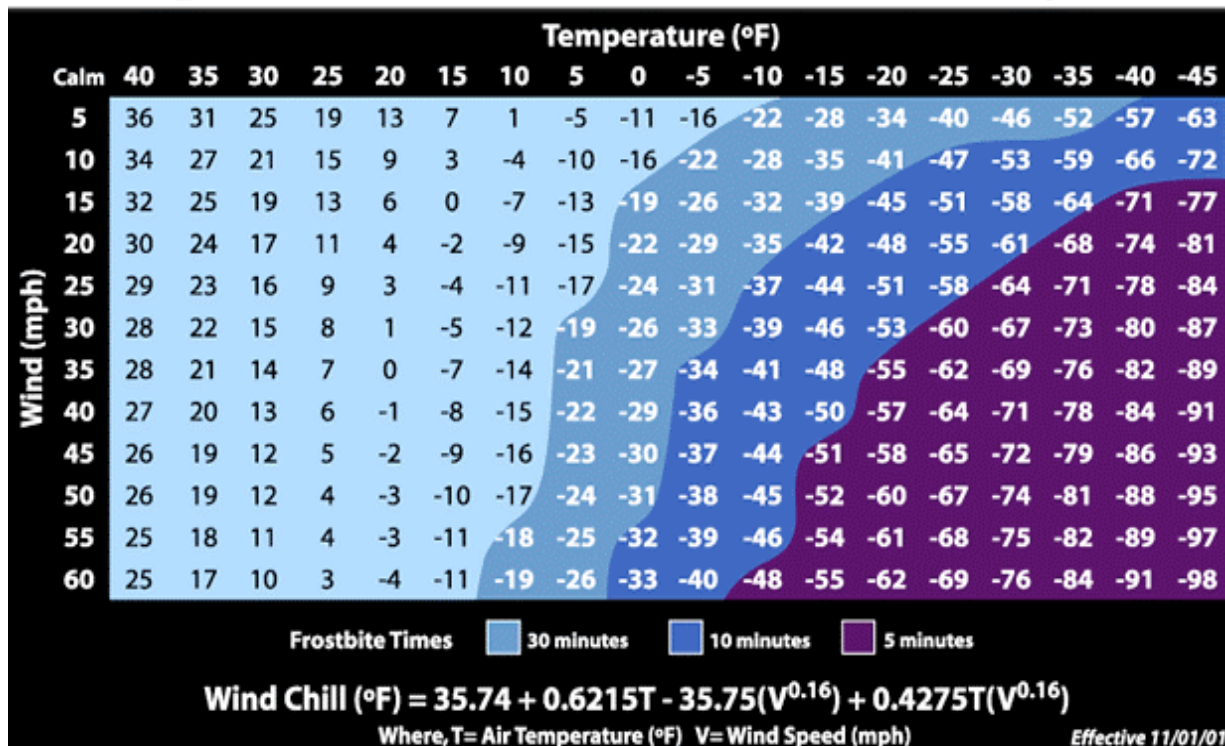 Temperature (ºF)
Calm 40 35 30 25 20 15 10 5 0 -5 -10 -15 -20 -25 -30 -35 -40 -45
5 36 31 25 19 13 7 1 -5 -11 -16 -22 -28 -34 -40 -46 -52 -57 -63
10 34 27 21 15 9 3 -4 -10 -16 -22 -28 -35 -41 -47 -53 -59 -66 -72
15 32 25 19 13 6 0 -7 -13 -19 -26 -32 -39 -45 -51 -58 -64 -71 -77
20 30 24 17 11 4 -2 -9 -15 -22 -29 -35 -42 -48 -55 -61 -68 -74 -81
25 29 23 16 9 3 -4 -11 -17 -24 -31 -37 -44 -51 -58 -64 -71 -78 -84
30 28 22 15 8 1 -5 -12 -19 -26 -33 -39 -46 -53 -60 -67 -73 -80 -87
35 28 21 14 7 0 -7 -14 -21 -27 -34 -41 -48 -55 -62 -69 -76 -82 -89
40 27 20 13 6 -1 -8 -15 -22 -29 -36 -43 -50 -57 -64 -71 -78 -84 -91
45 26 19 12 5 -2 -9 -16 -23 -30 -37 -44 -51 -58 -65 -72 -79 -86 -93
50 26 19 12 4 -3 -10 -17 -24 -31 -38 -45 -52 -60 -67 -74 -81 -88 -95
55 25 18 11 4 -3 -11 -18 -25 -32 -39 -46 -54 -61 -68 -75 -82 -89 -97
60 25 17 10 3 -4 -11 -19 -26 -33 -40 -48 -55 -62 -69 -76 -84 -91 -98
Wind (mph)
Frostbite Times 30 minutes 10 minutes 5 minutes
Wind Chill (ºF) = 35.74 + 0.6215T - 35.75(V^0.16) + 0.4275T(V^0.16)
Where, T= Air Temperature (ºF) V= Wind Speed (mph) Effective 11/01/01